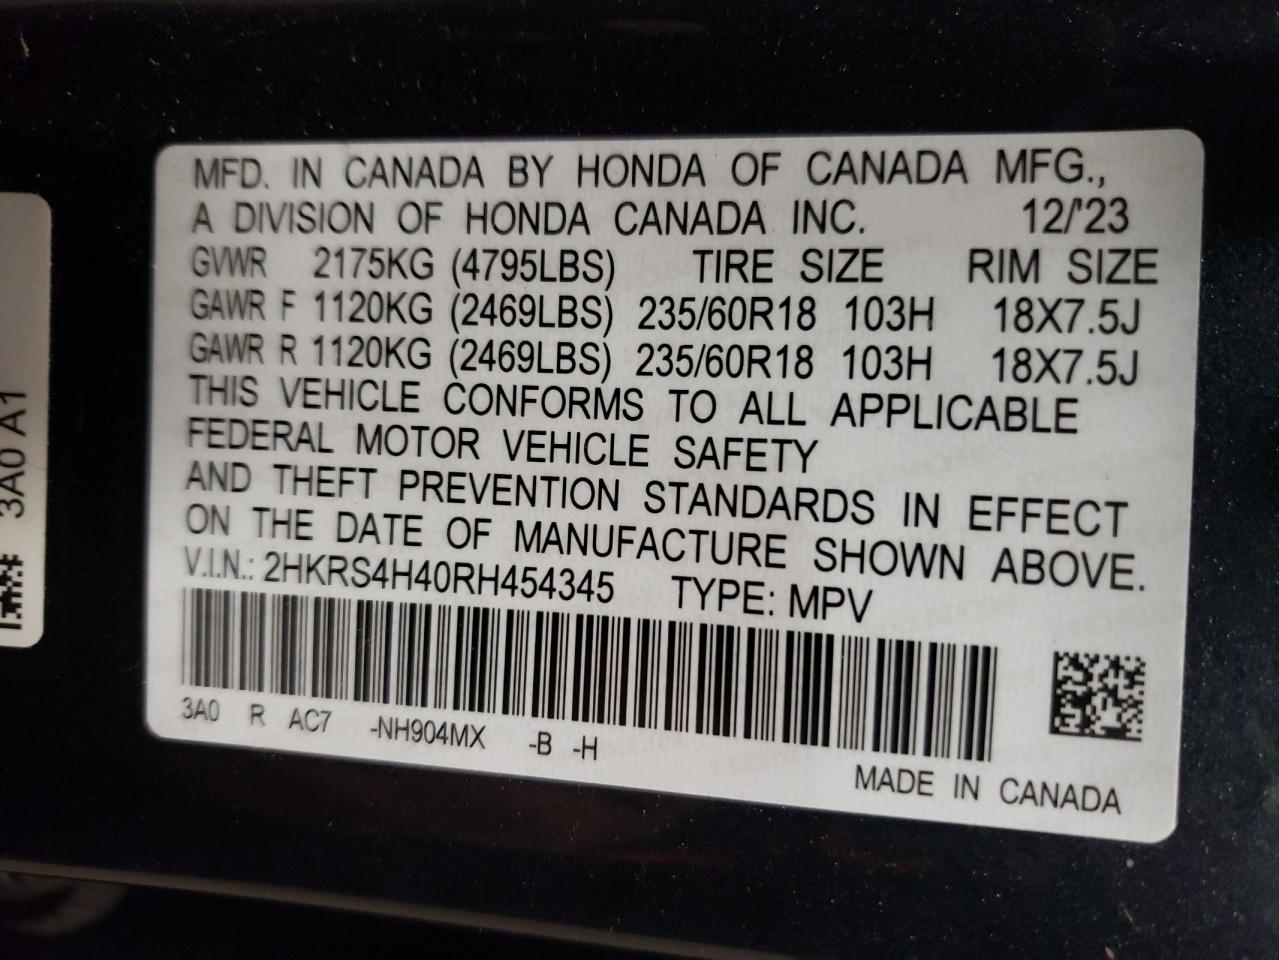 MFD. IN CANADA BY HONDA OF CANADA MFG.,
A DIVISION OF HONDA CANADA INC. 12/'23
GVWR 2175KG (4795LBS) TIRE SIZE RIM SIZE
GAWR F 1120KG (2469LBS) 235/60R18 103H 18X7.5J
GAWR R 1120KG (2469LBS) 235/60R18 103H 18X7.5J
THIS VEHICLE CONFORMS TO ALL APPLICABLE
FEDERAL MOTOR VEHICLE SAFETY
AND THEFT PREVENTION STANDARDS IN EFFECT
ON THE DATE OF MANUFACTURE SHOWN ABOVE.
V.I.N.: 2HKRS4H40RH454345 TYPE: MPV
3A0 R AC7 -NH904MX -B -H
MADE IN CANADA
3A0 A1